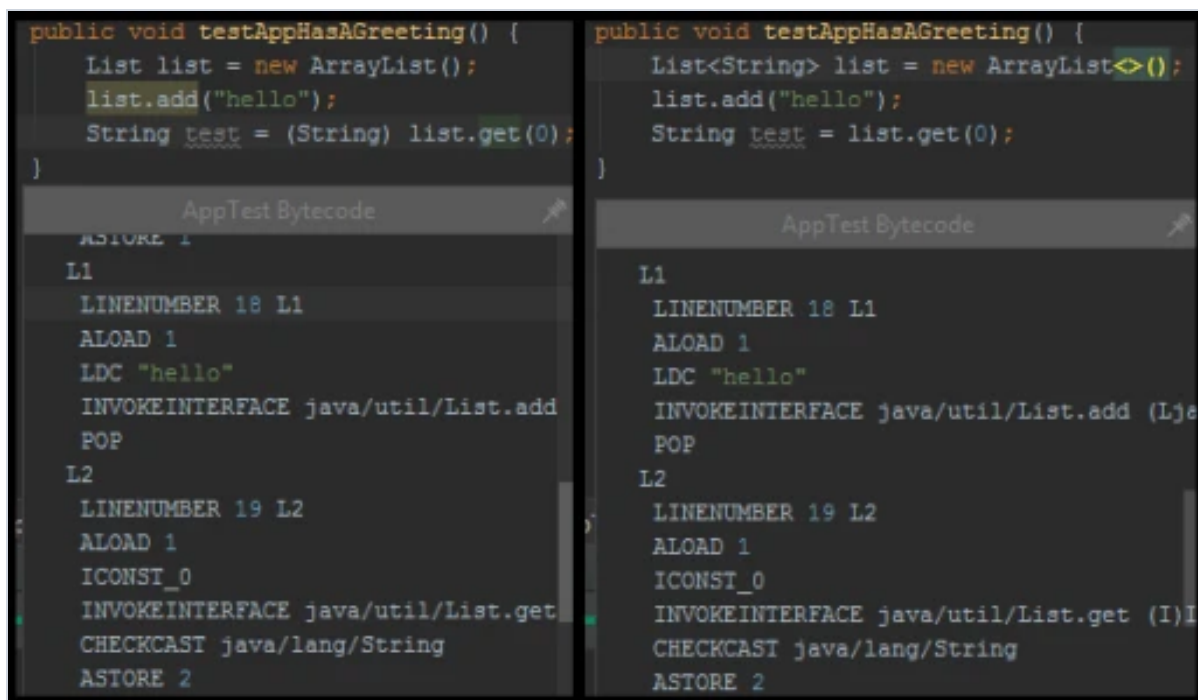 public void testAppHasAGreeting() {
List list = new ArrayList();
list.add("hello");
String test = (String) list.get(0);
}
AppTest Bytecode
ASTORE 1
L1
LINENUMBER 18 L1
ALOAD 1
LDC "hello"
INVOKEINTERFACE java/util/List.add
POP
L2
LINENUMBER 19 L2
ALOAD 1
ICONST_0
INVOKEINTERFACE java/util/List.get
CHECKCAST java/lang/String
ASTORE 2
public void testAppHasAGreeting() {
List<String> list = new ArrayList<>();
list.add("hello");
String test = list.get(0);
}
AppTest Bytecode
L1
LINENUMBER 18 L1
ALOAD 1
LDC "hello"
INVOKEINTERFACE java/util/List.add (Lja
POP
L2
LINENUMBER 19 L2
ALOAD 1
ICONST_0
INVOKEINTERFACE java/util/List.get (I)
CHECKCAST java/lang/String
ASTORE 2